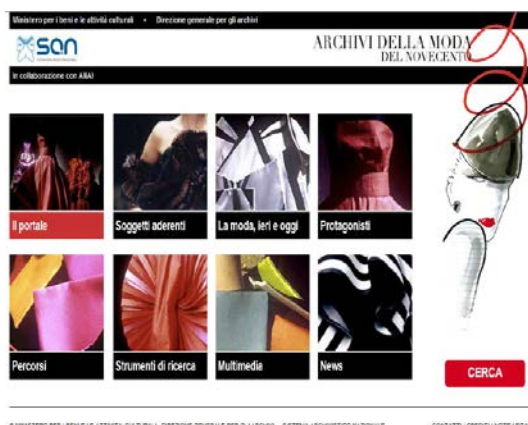 Ministero per i beni e le attività culturali • Direzione generale per gli archivi
san
ARCHIVI DELLA MODA
DEL NOVECENTO
In collaborazione con ANAI
Il portale
Soggetti aderenti
La moda, ieri e oggi
Protagonisti
Percorsi
Strumenti di ricerca
Multimedia
News
CERCA